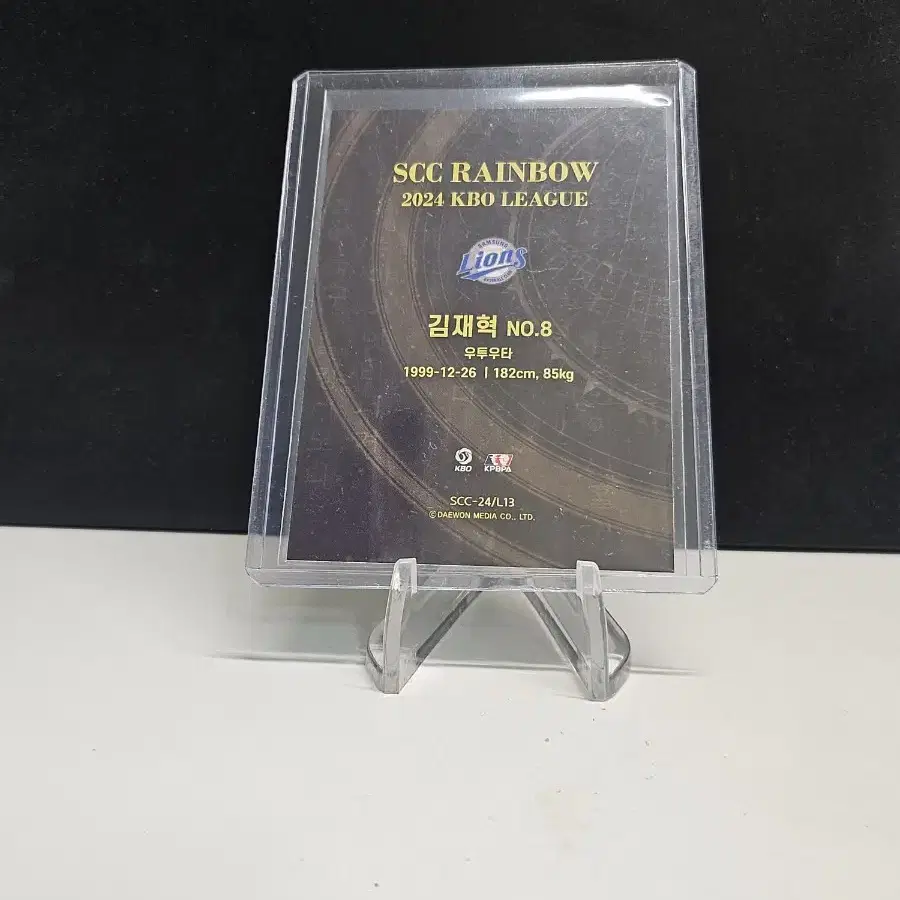 SCC RAINBOW
2024 KBO LEAGUE
SAMSUNG
Lions
김재혁 NO.8
우투우타
1999-12-26 | 182cm, 85kg
KBO
KPBPA
SCC-24/L13
© DAEWON MEDIA CO., LTD.